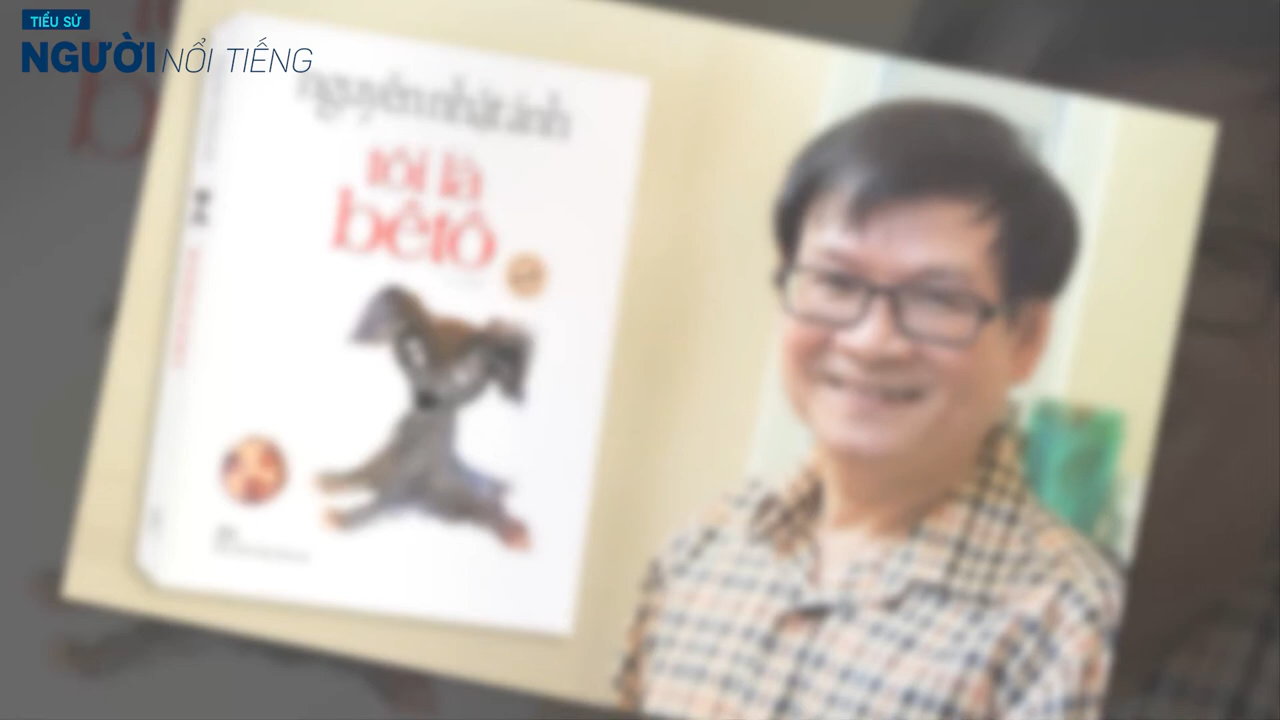 TIỂU SỬ
NGƯỜI NỔI TIẾNG
nguyễn nhật ánh
tôi là
bêtô